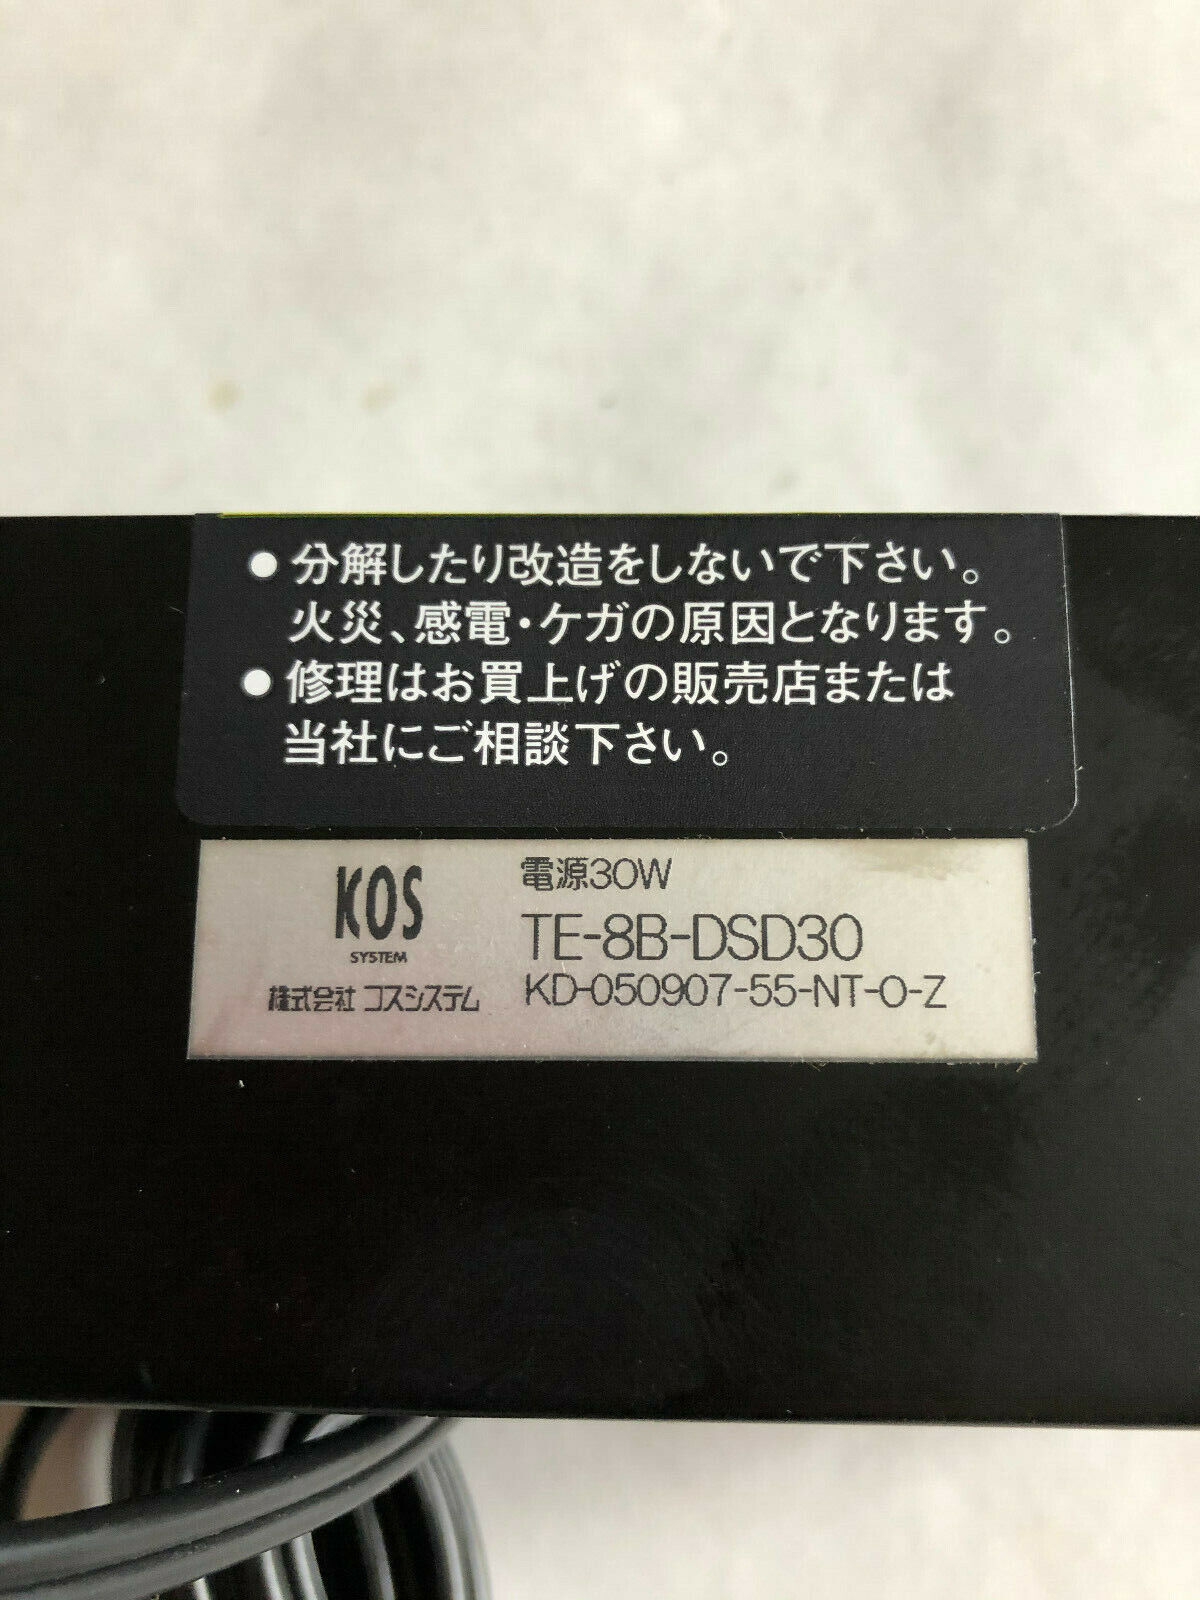 ● 分解したり改造をしないで下さい。
火災、感電・ケガの原因となります。
● 修理はお買上げの販売店または
当社にご相談下さい。
KOS
SYSTEM
株式会社 コスシステム
電源30W
TE-8B-DSD30
KD-050907-55-NT-O-Z